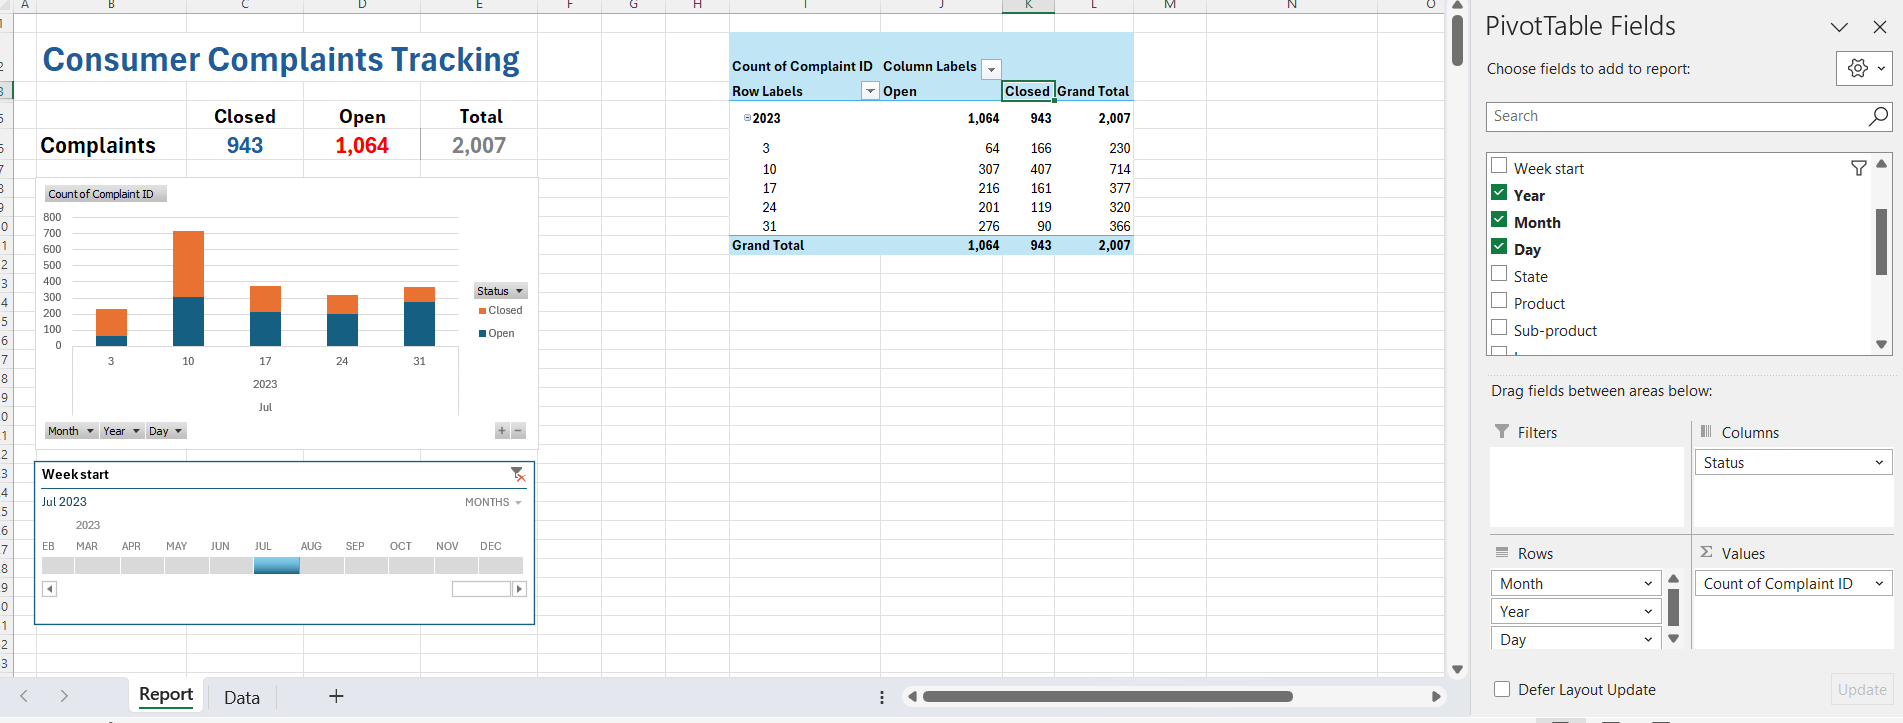 A B C D E F G H I J K L M N O
Consumer Complaints Tracking
Closed Open Total
Complaints 943 1,064 2,007
Count of Complaint ID
800
700
600
500
400
300
200
100
0
3 10 17 24 31
2023
Jul
Status
Closed
Open
Month Year Day
+ −
Week start
Jul 2023 MONTHS
2023
EB MAR APR MAY JUN JUL AUG SEP OCT NOV DEC
Count of Complaint ID Column Labels
Row Labels Open Closed Grand Total
2023 1,064 943 2,007
3 64 166 230
10 307 407 714
17 216 161 377
24 201 119 320
31 276 90 366
Grand Total 1,064 943 2,007
Report Data +
PivotTable Fields
Choose fields to add to report:
Search
Week start
Year
Month
Day
State
Product
Sub-product
Drag fields between areas below:
Filters
Columns
Status
Rows
Month
Year
Day
Σ Values
Count of Complaint ID
Defer Layout Update
Update